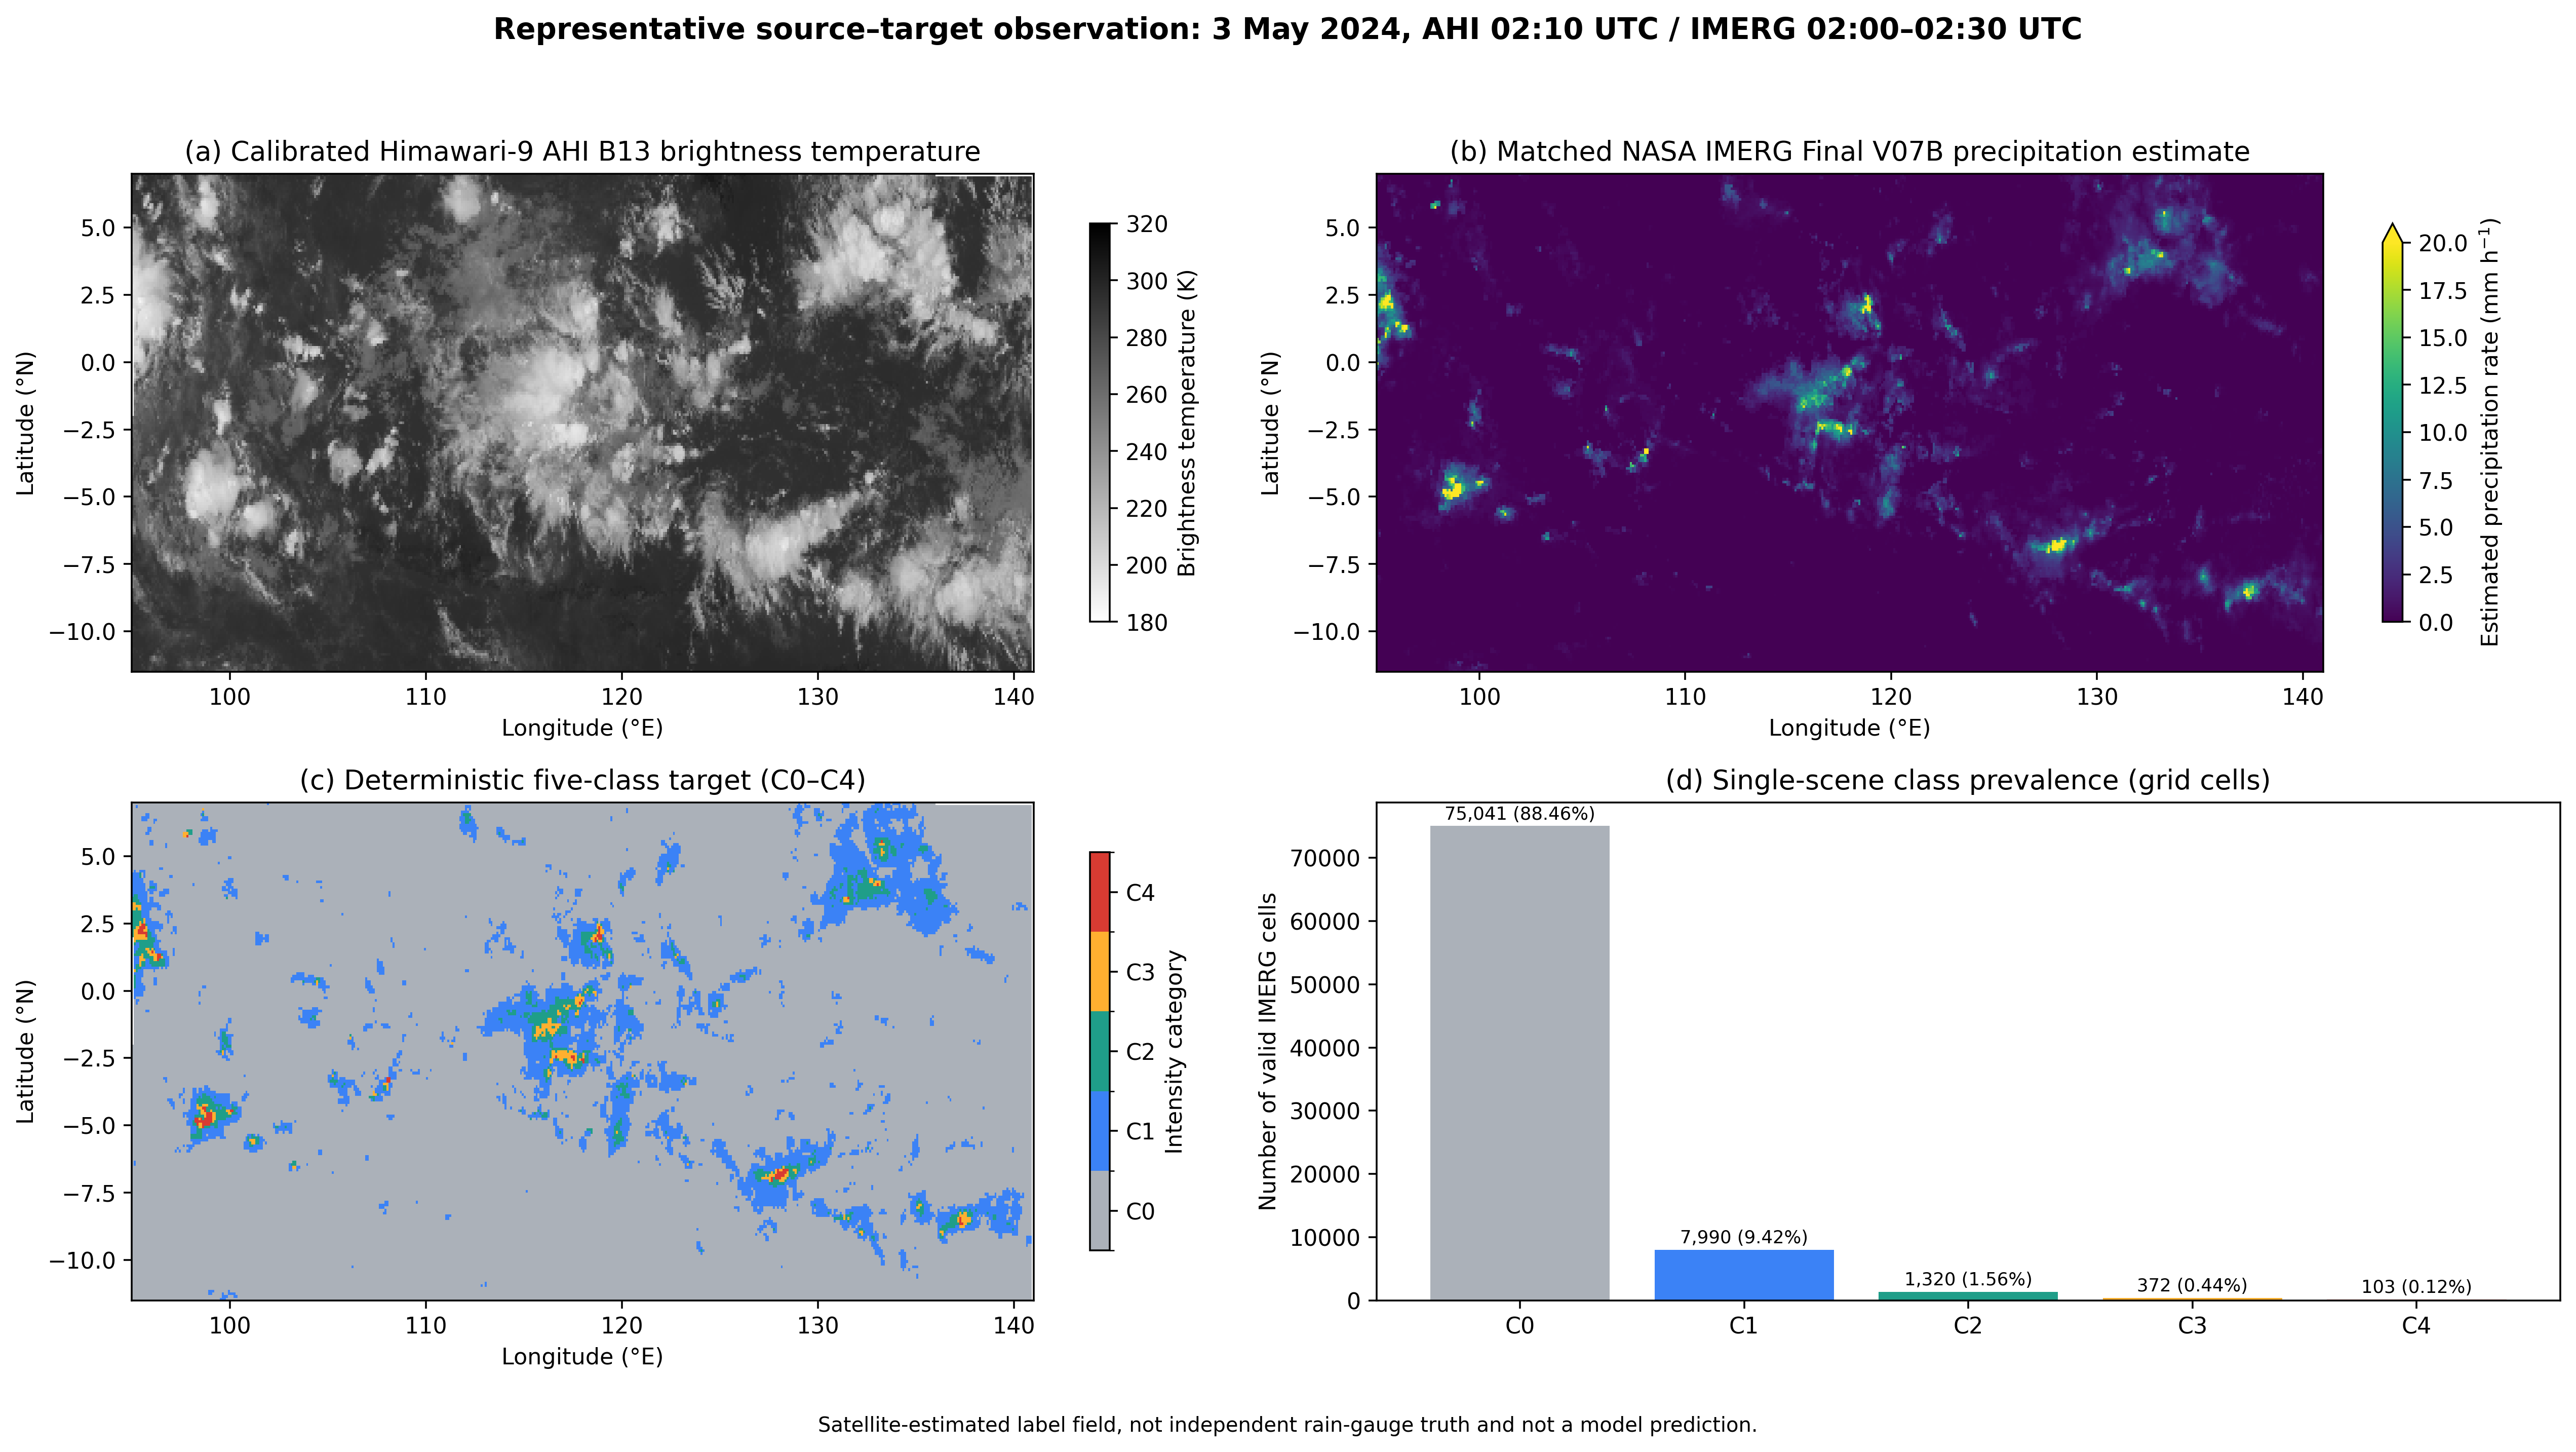 Representative source–target observation: 3 May 2024, AHI 02:10 UTC / IMERG 02:00–02:30 UTC
(a) Calibrated Himawari-9 AHI B13 brightness temperature
5.0
2.5
0.0
−2.5
−5.0
−7.5
−10.0
Latitude (°N)
100 110 120 130 140
Longitude (°E)
320
300
280
260
240
220
200
180
Brightness temperature (K)
(b) Matched NASA IMERG Final V07B precipitation estimate
5.0
2.5
0.0
−2.5
−5.0
−7.5
−10.0
Latitude (°N)
100 110 120 130 140
Longitude (°E)
20.0
17.5
15.0
12.5
10.0
7.5
5.0
2.5
0.0
Estimated precipitation rate (mm h⁻¹)
(c) Deterministic five-class target (C0–C4)
5.0
2.5
0.0
−2.5
−5.0
−7.5
−10.0
Latitude (°N)
100 110 120 130 140
Longitude (°E)
C4
C3
C2
C1
C0
Intensity category
(d) Single-scene class prevalence (grid cells)
75,041 (88.46%)
7,990 (9.42%)
1,320 (1.56%)
372 (0.44%)
103 (0.12%)
70000
60000
50000
40000
30000
20000
10000
0
Number of valid IMERG cells
C0 C1 C2 C3 C4
Satellite-estimated label field, not independent rain-gauge truth and not a model prediction.